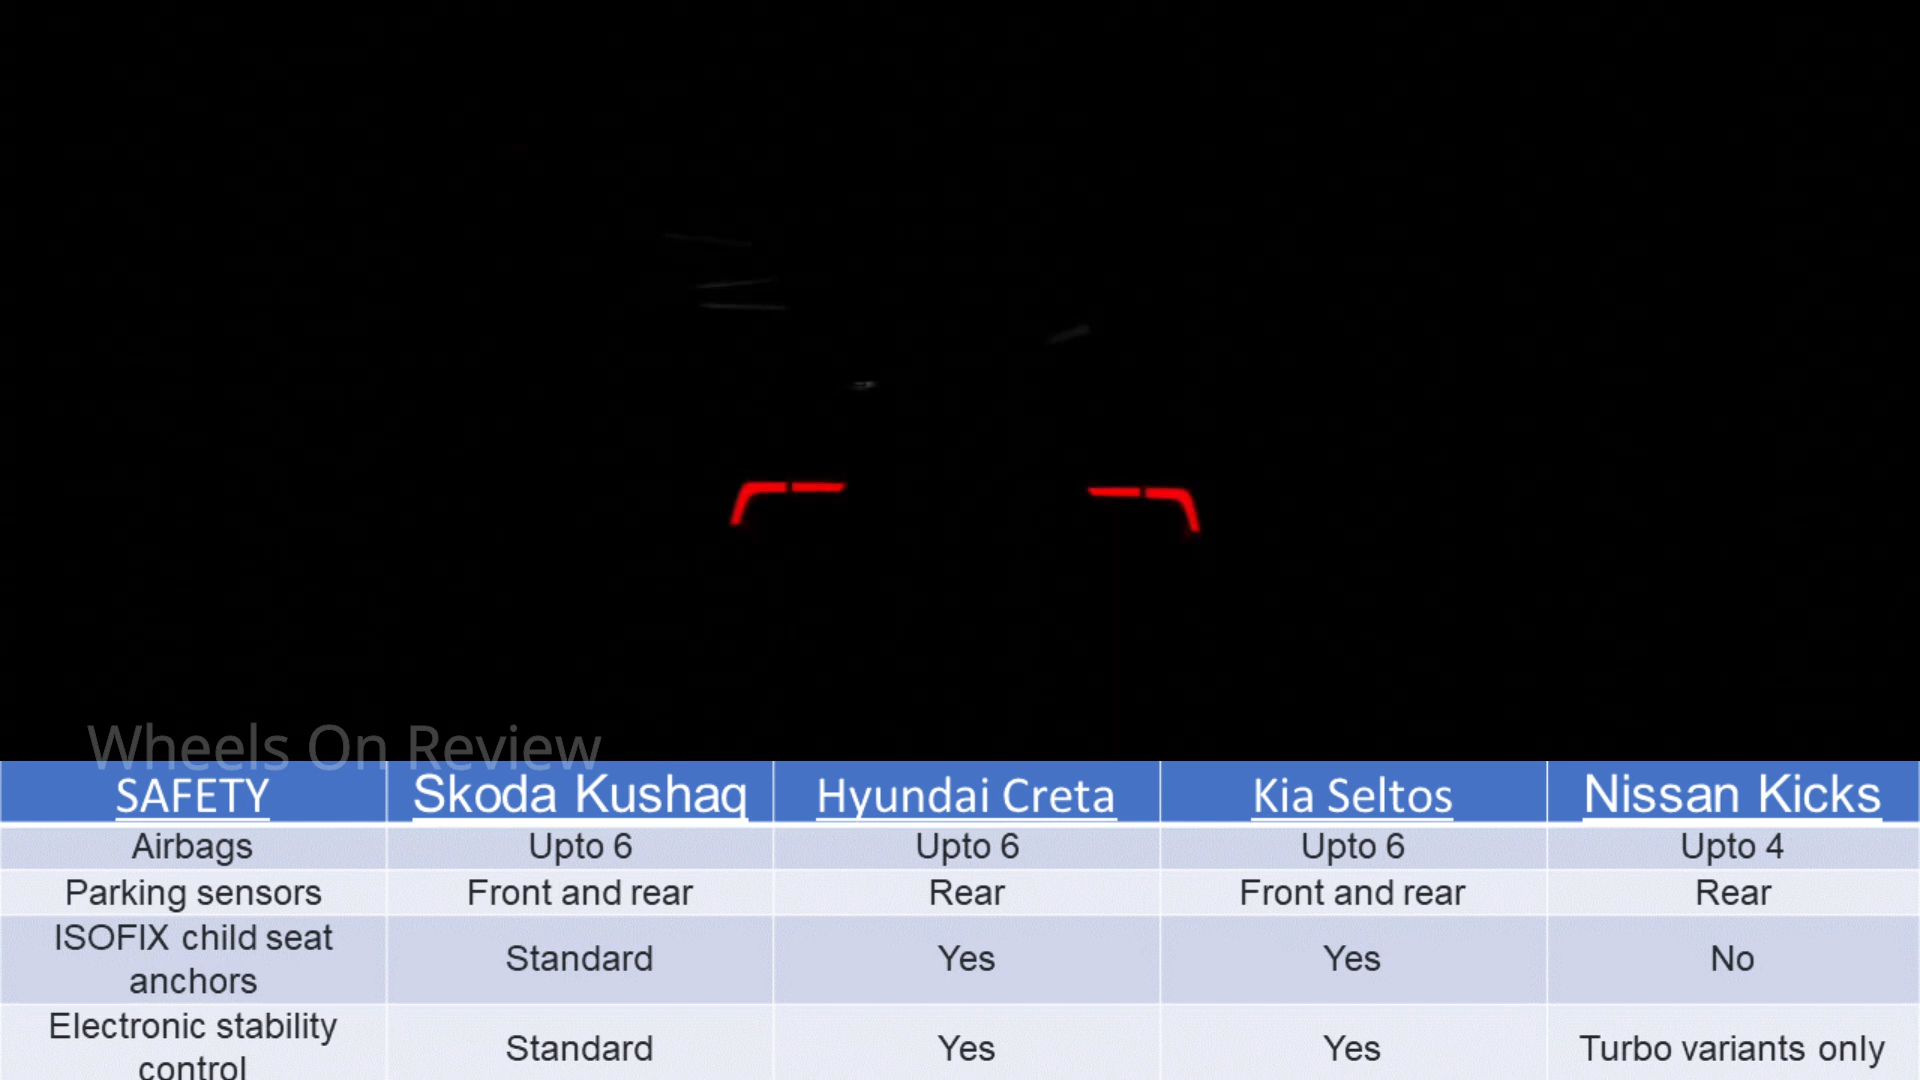 Wheels On Review
SAFETY Skoda Kushaq Hyundai Creta Kia Seltos Nissan Kicks
Airbags Upto 6 Upto 6 Upto 6 Upto 4
Parking sensors Front and rear Rear Front and rear Rear
ISOFIX child seat
anchors Standard Yes Yes No
Electronic stability
control Standard Yes Yes Turbo variants only